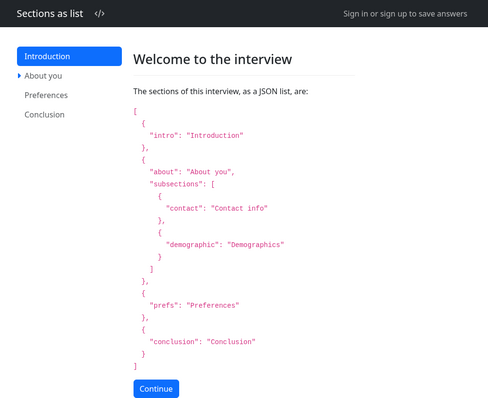 Sections as list </>
Sign in or sign up to save answers
Introduction
About you
Preferences
Conclusion
Welcome to the interview
The sections of this interview, as a JSON list, are:
[
  {
    "intro": "Introduction"
  },
  {
    "about": "About you",
    "subsections": [
      {
        "contact": "Contact info"
      },
      {
        "demographic": "Demographics"
      }
    ]
  },
  {
    "prefs": "Preferences"
  },
  {
    "conclusion": "Conclusion"
  }
]
Continue